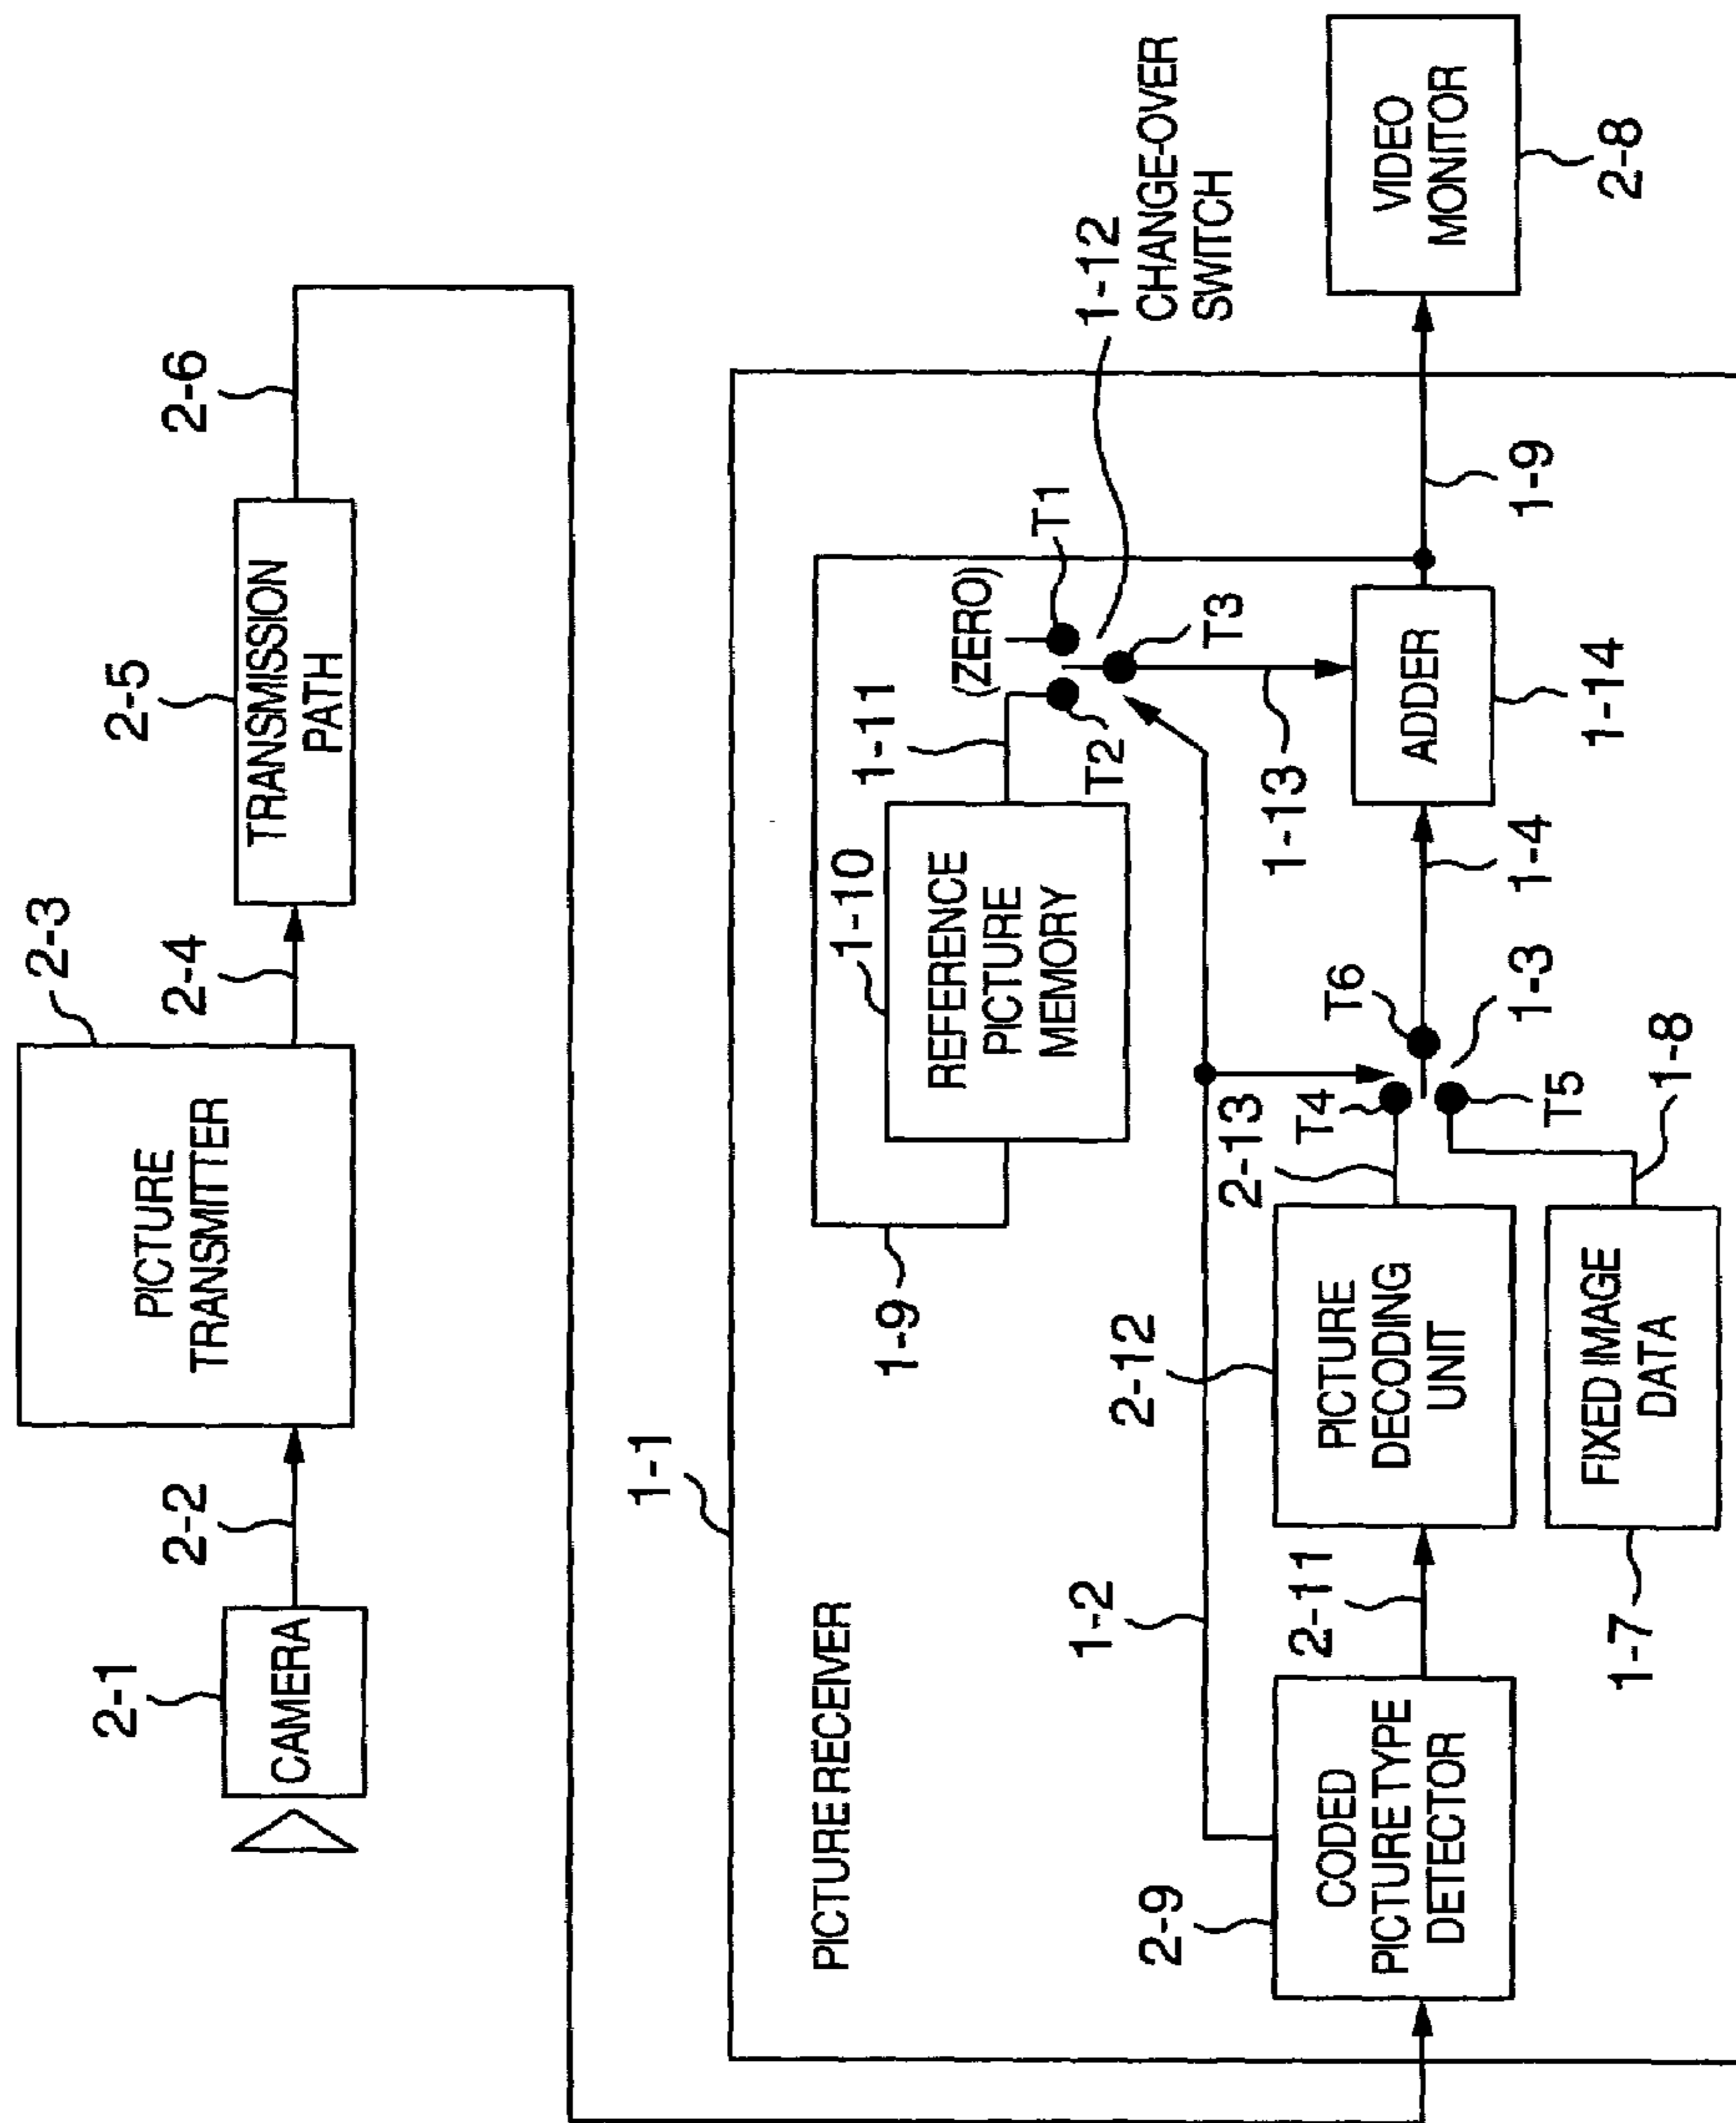 2-1
CAMERA
2-2
2-3
PICTURE
TRANSMITTER
2-4
2-5
TRANSMISSION
PATH
2-6
1-1
PICTURE RECEIVER
1-9
1-10
REFERENCE
PICTURE
MEMORY
1-11
(ZERO)
T1
T2
T3
1-12
CHANGE-OVER
SWITCH
1-13
1-2
2-9
CODED
PICTURE TYPE
DETECTOR
2-11
2-12
PICTURE
DECODING
UNIT
2-13
T4
T6
1-3
T5
1-4
ADDER
1-14
1-9
VIDEO
MONITOR
2-8
1-7
FIXED IMAGE
DATA
1-8